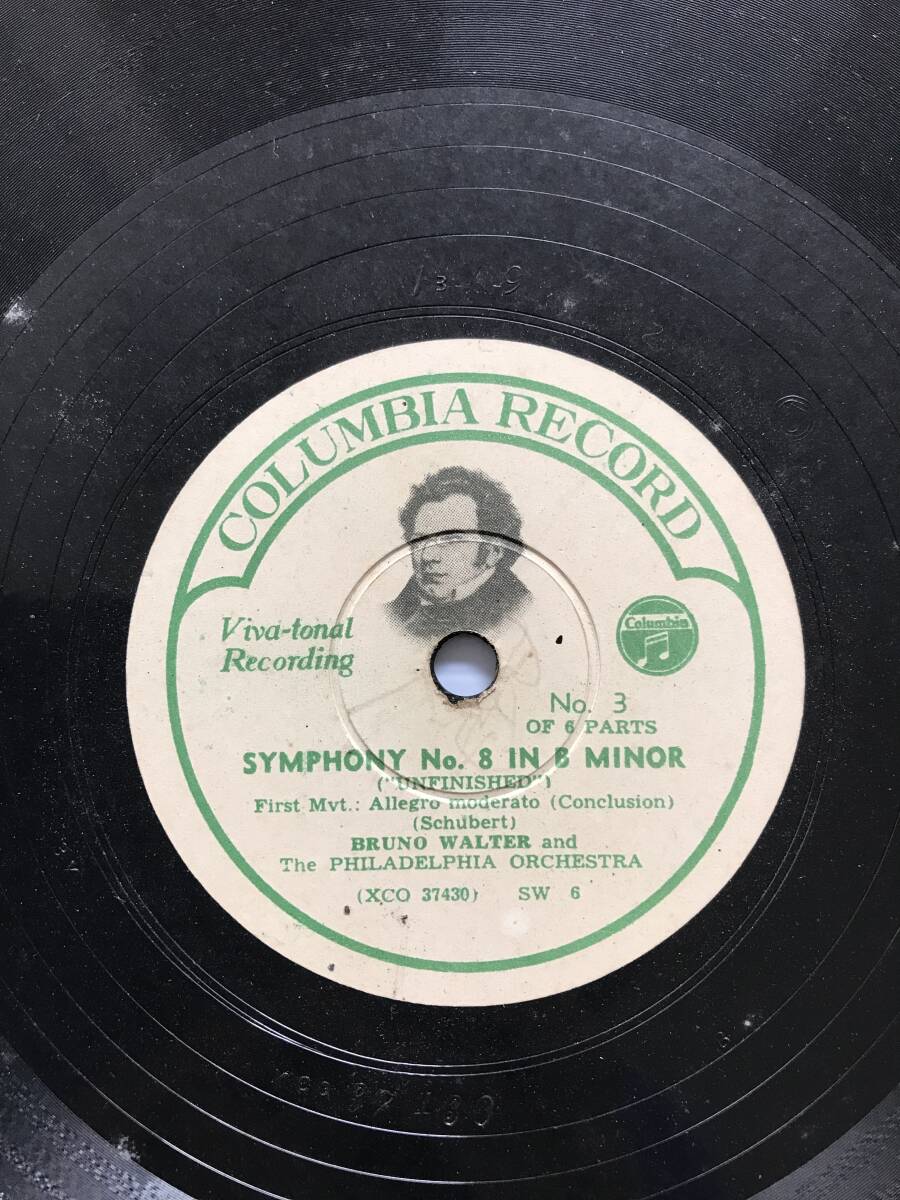 COLUMBIA RECORD
Viva-tonal
Recording
Columbia
No. 3
OF 6 PARTS
SYMPHONY No. 8 IN B MINOR
("UNFINISHED")
First Mvt.: Allegro moderato (Conclusion)
(Schubert)
BRUNO WALTER and
The PHILADELPHIA ORCHESTRA
(XCO 37430) SW 6